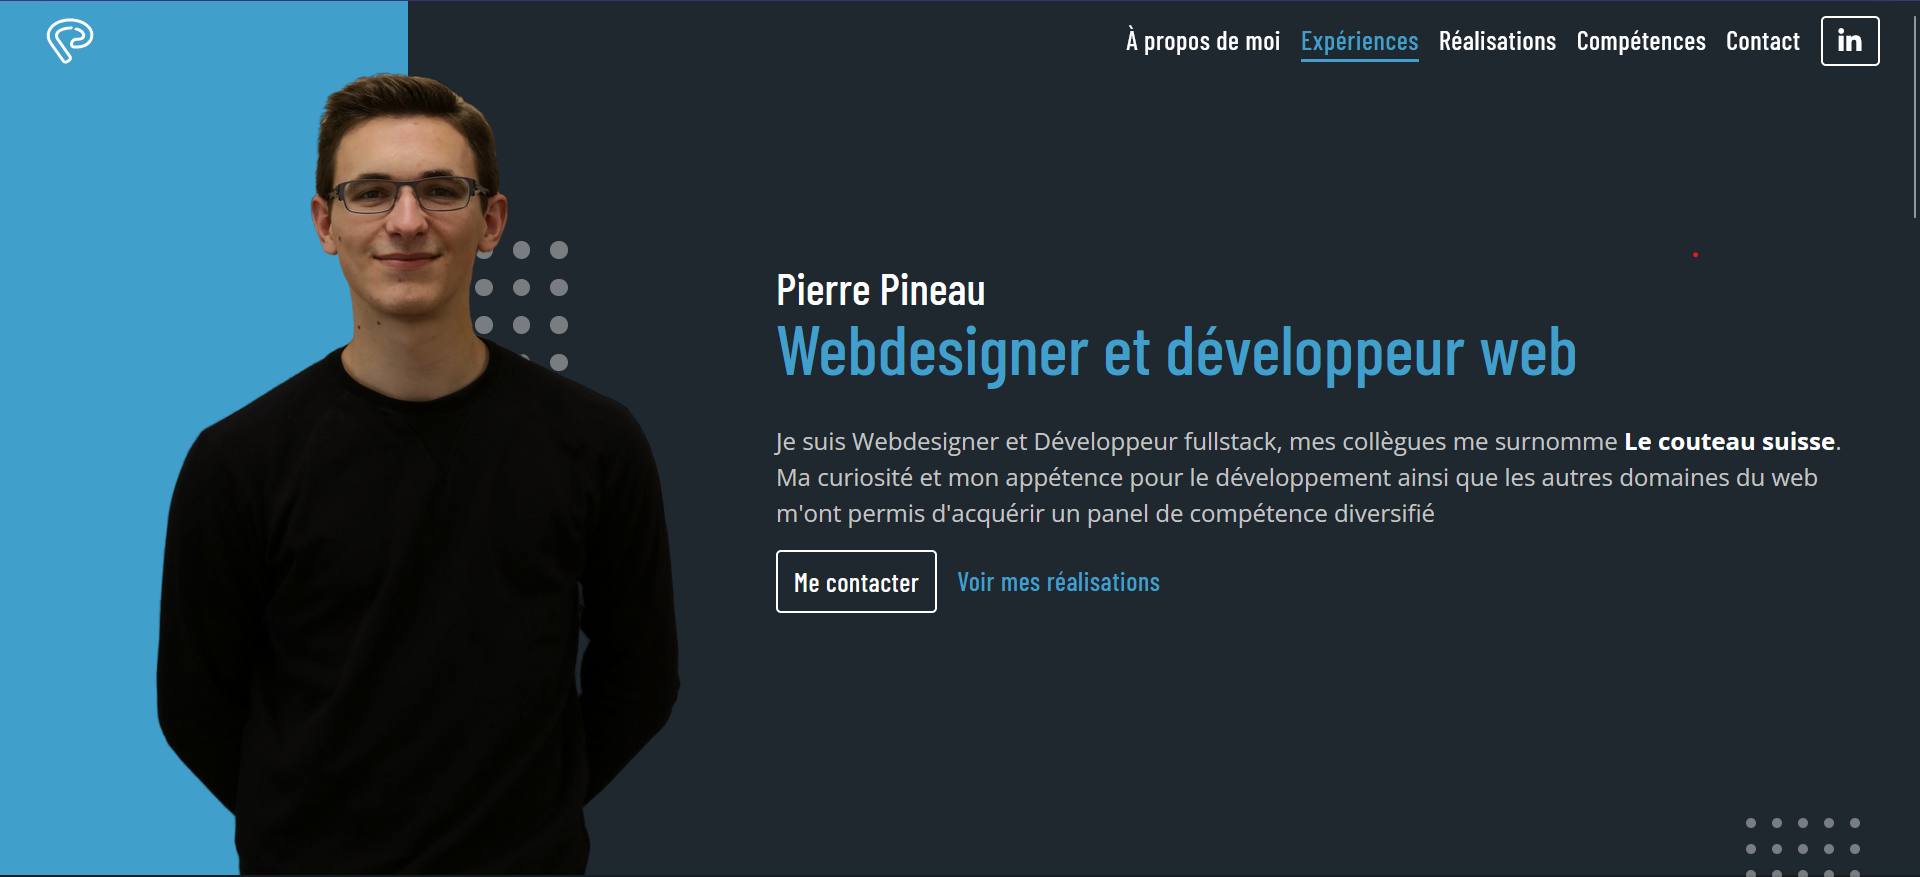 À propos de moi Expériences Réalisations Compétences Contact in
Pierre Pineau
Webdesigner et développeur web
Je suis Webdesigner et Développeur fullstack, mes collègues me surnomme Le couteau suisse.
Ma curiosité et mon appétence pour le développement ainsi que les autres domaines du web
m'ont permis d'acquérir un panel de compétence diversifié
Me contacter Voir mes réalisations